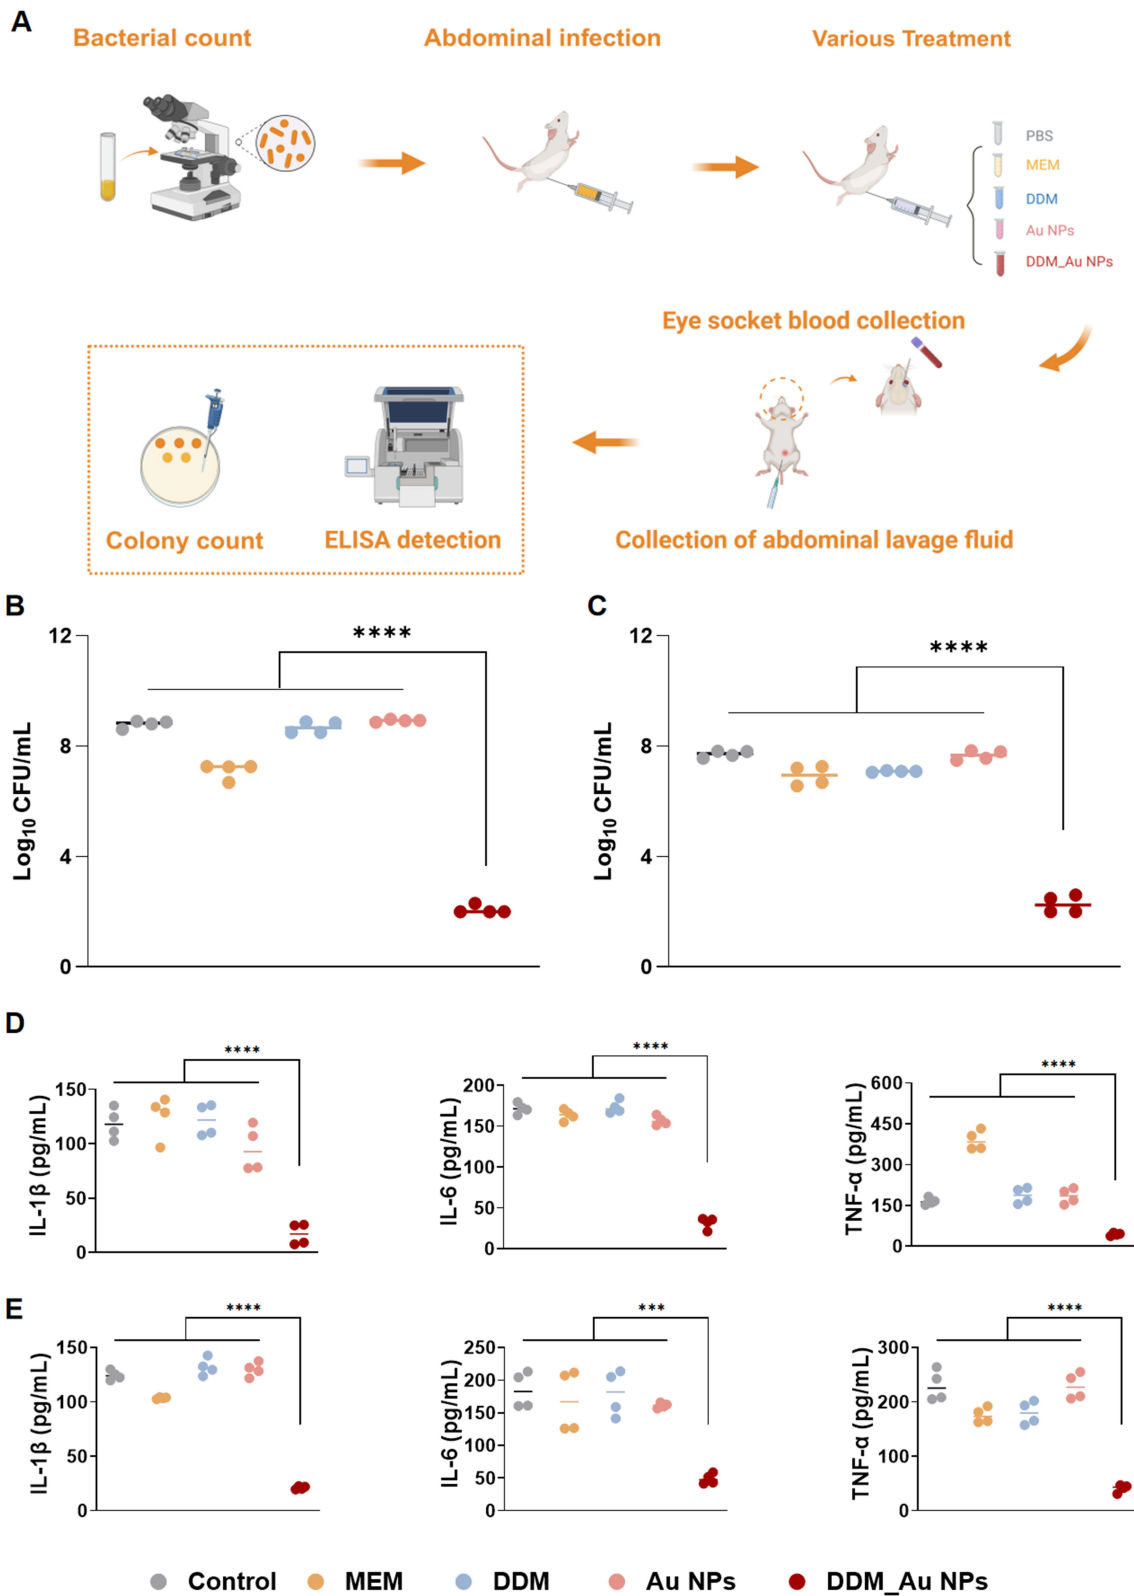 A
Bacterial count
Abdominal infection
Various Treatment
PBS
MEM
DDM
Au NPs
DDM_Au NPs
Eye socket blood collection
Colony count
ELISA detection
Collection of abdominal lavage fluid
B
Log10 CFU/mL
12
8
4
0
****
C
Log10 CFU/mL
12
8
4
0
****
D
IL-1β (pg/mL)
150
100
50
0
****
IL-6 (pg/mL)
200
150
100
50
0
****
TNF-α (pg/mL)
600
450
300
150
0
****
E
IL-1β (pg/mL)
150
100
50
0
****
IL-6 (pg/mL)
250
200
150
100
50
0
***
TNF-α (pg/mL)
300
200
100
0
****
Control MEM DDM Au NPs DDM_Au NPs